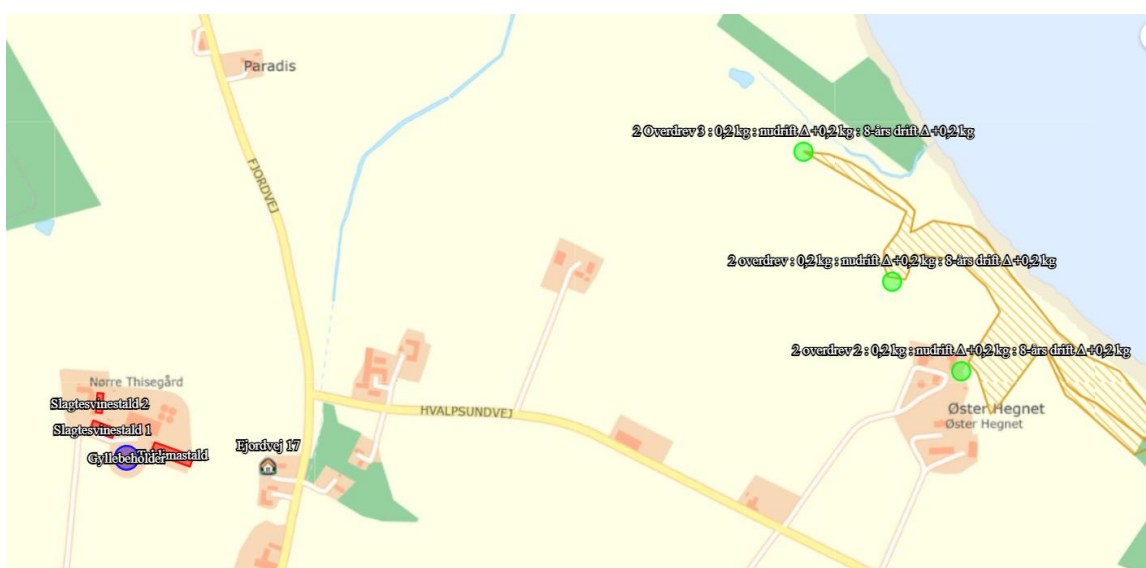 Paradis
2 Overdrev 3 : 0,2 kg : nudrift Δ +0,2 kg : 8-års drift Δ +0,2 kg
FJORDVEJ
2 overdrev : 0,2 kg : nudrift Δ +0,2 kg : 8-års drift Δ +0,2 kg
2 overdrev 2 : 0,2 kg : nudrift Δ +0,2 kg : 8-års drift Δ +0,2 kg
Nørre Thisegård
Slagtesvinestald 2
HVALPSUNDVEJ
Øster Hegnet
Øster Hegnet
Slagtesvinestald 1
Fjordvej 17
Gyllebeholder